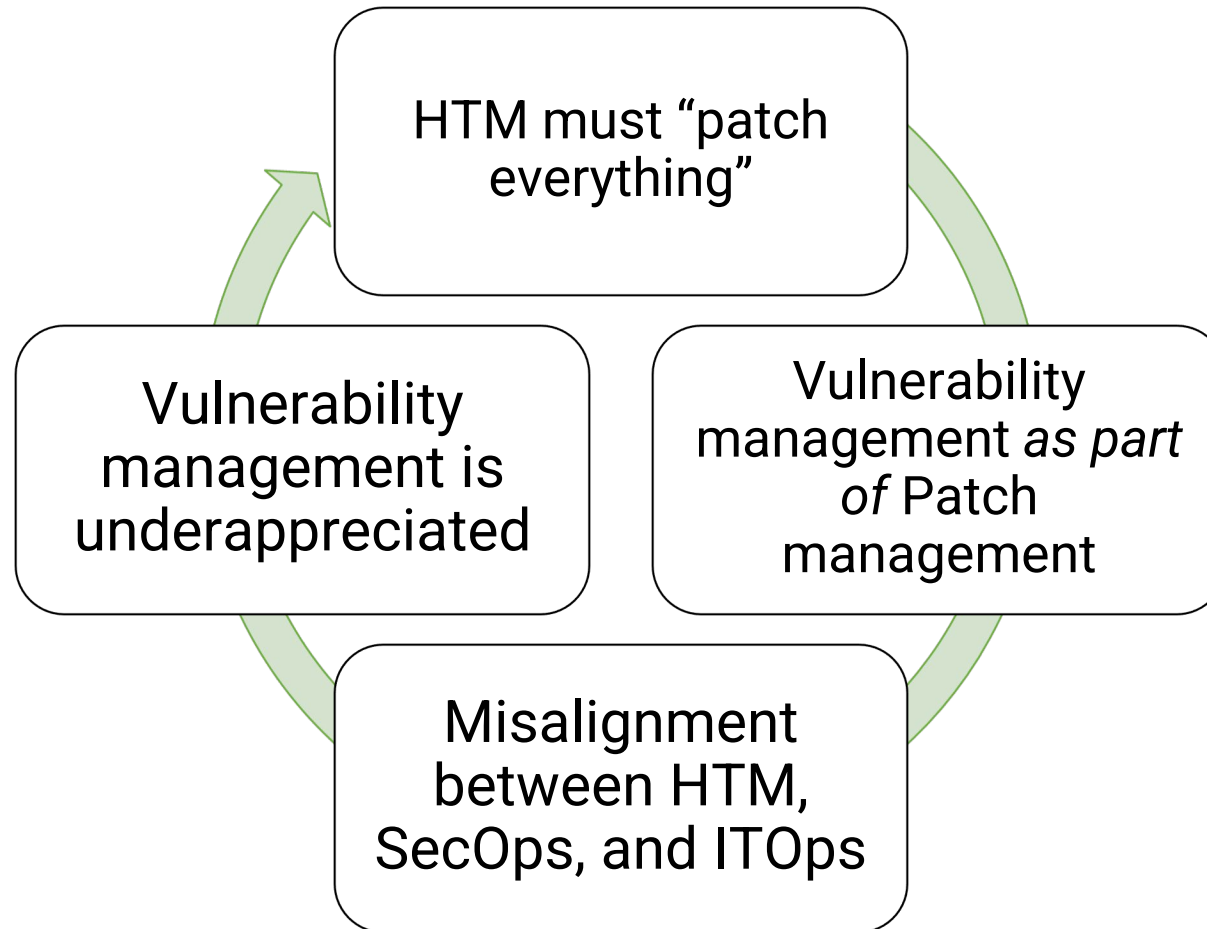 HTM must “patch
everything”
Vulnerability
management as part
of Patch
management
Misalignment
between HTM,
SecOps, and ITOps
Vulnerability
management is
underappreciated